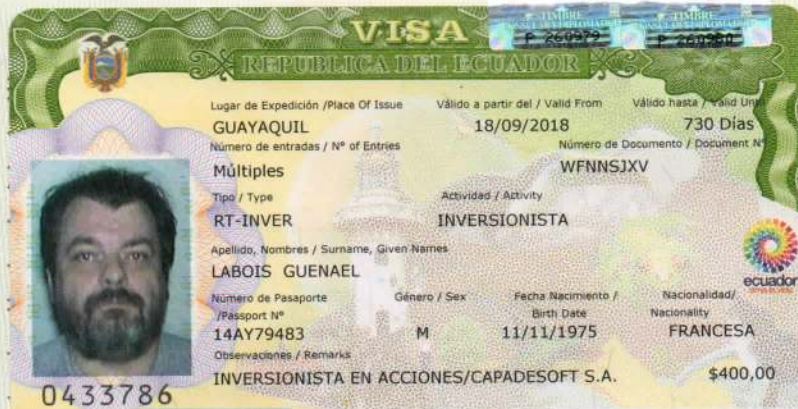 TIMBRE TIMBRE
P 260979 P 260980
VISA
REPUBLICA DEL ECUADOR
Lugar de Expedición /Place Of Issue Válido a partir del / Valid From Válido hasta / Valid Until
GUAYAQUIL 18/09/2018 730 Días
Número de entradas / Nº of Entries Número de Documento / Document Nº
Múltiples WFNNSJXV
Tipo / Type Actividad / Activity
RT-INVER INVERSIONISTA
Apellido, Nombres / Surname, Given Names
LABOIS GUENAEL
ecuador
Número de Pasaporte Género / Sex Fecha Nacimiento / Nacionalidad/
/Passport Nº Birth Date Nacionality
14AY79483 M 11/11/1975 FRANCESA
Observaciones / Remarks
INVERSIONISTA EN ACCIONES/CAPADESOFT S.A. $400,00
0433786